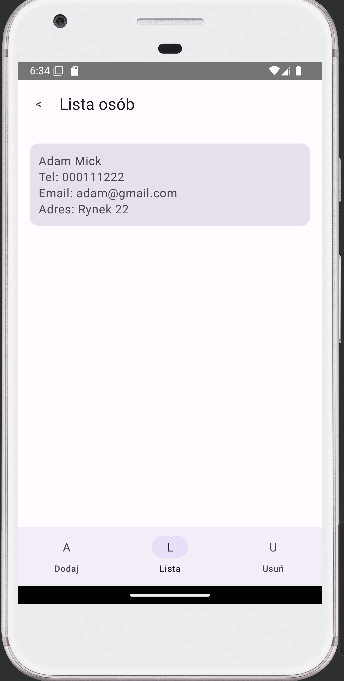 6:34
< Lista osób
Adam Mick
Tel: 000111222
Email: adam@gmail.com
Adres: Rynek 22
A L U
Dodaj Lista Usuń